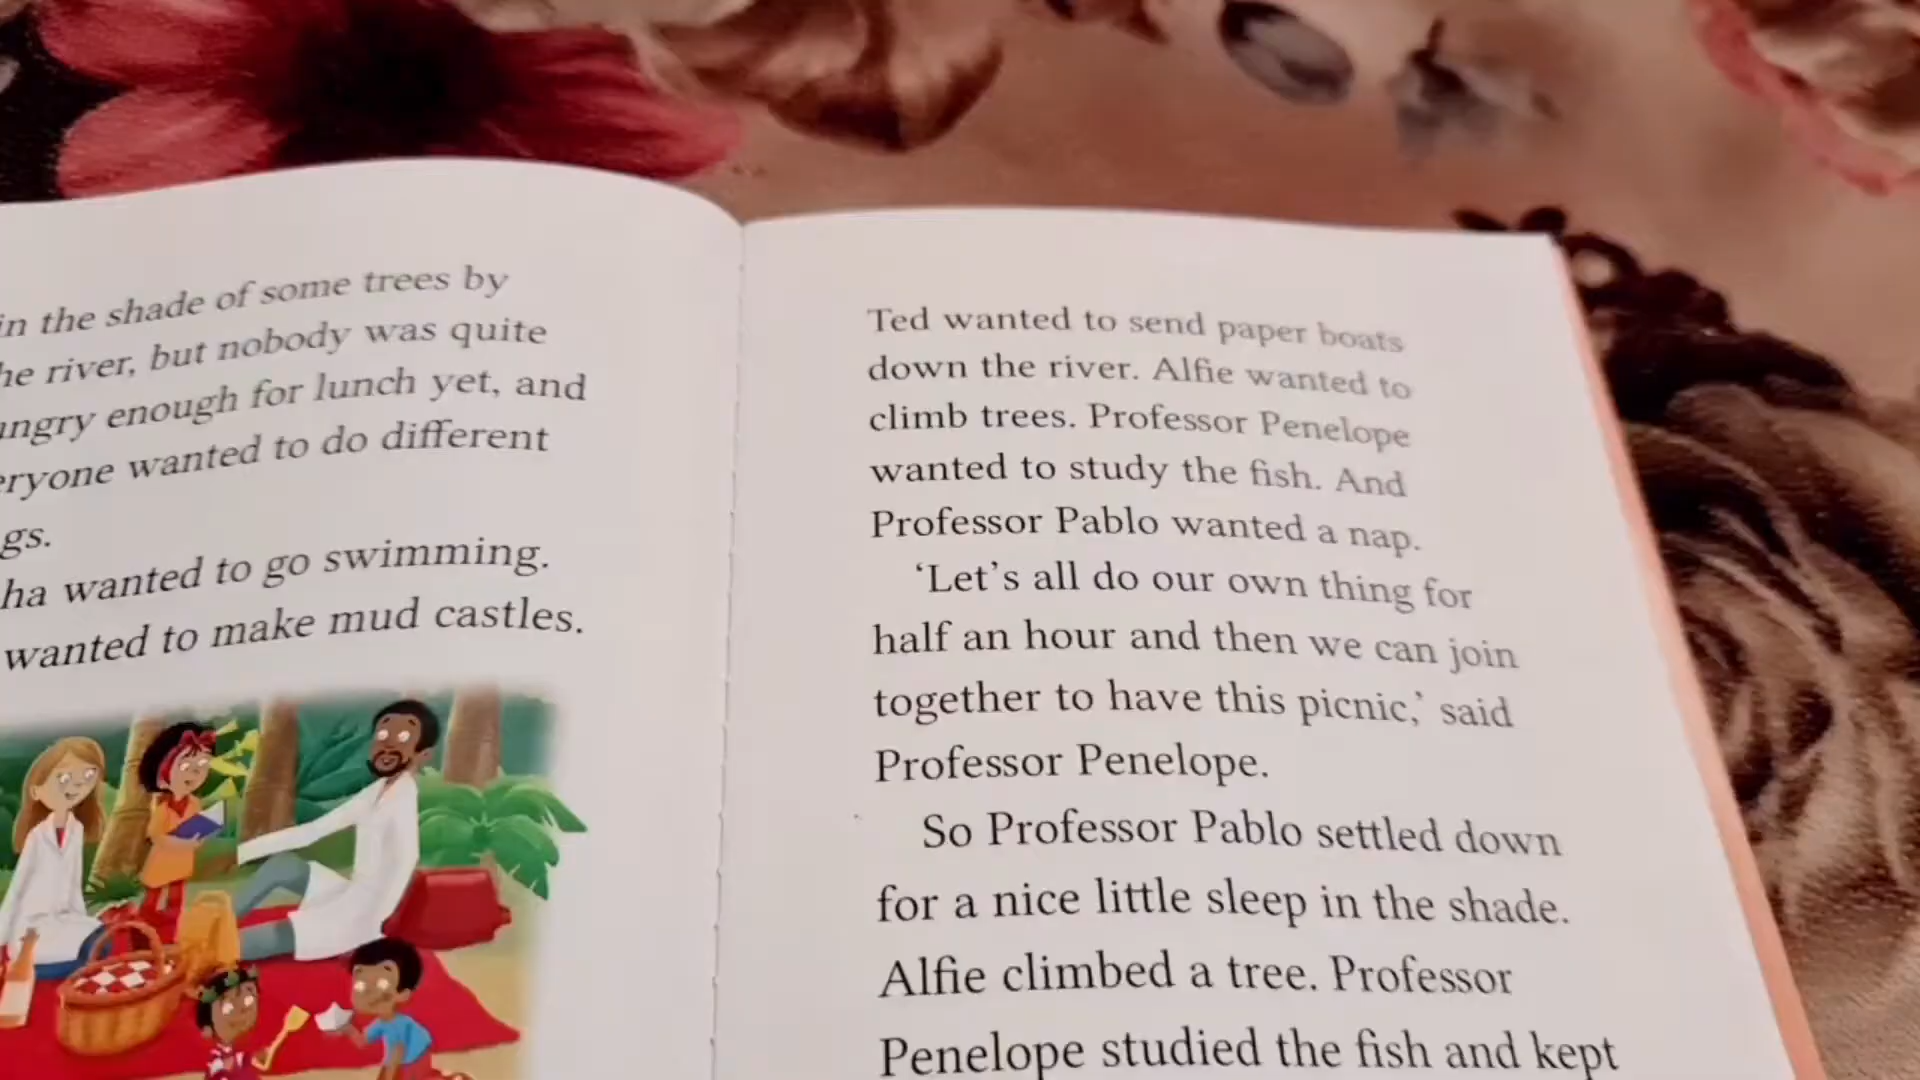 in the shade of some trees by
river, but nobody was quite
enough for lunch yet, and
wanted to do different
wanted to go swimming.
wanted to make mud castles.
Ted wanted to send paper boats
down the river. Alfie wanted to
climb trees. Professor Penelope
wanted to study the fish. And
Professor Pablo wanted a nap.
‘Let’s all do our own thing for
half an hour and then we can join
together to have this picnic,’ said
Professor Penelope.
So Professor Pablo settled down
for a nice little sleep in the shade.
Alfie climbed a tree. Professor
Penelope studied the fish and kept